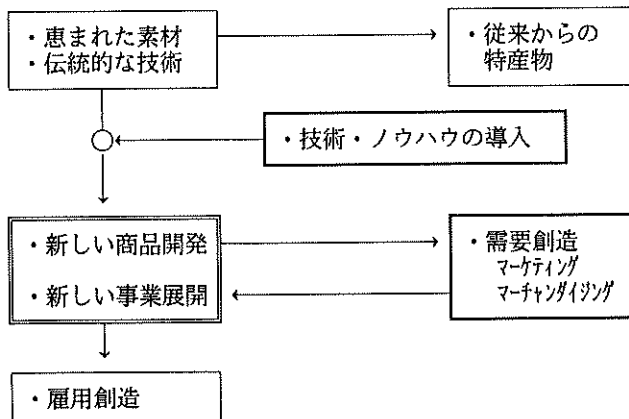 ・恵まれた素材
・伝統的な技術
・従来からの
特産物
・技術・ノウハウの導入
・新しい商品開発
・新しい事業展開
・需要創造
マーケティング
マーチャンダイジング
・雇用創造